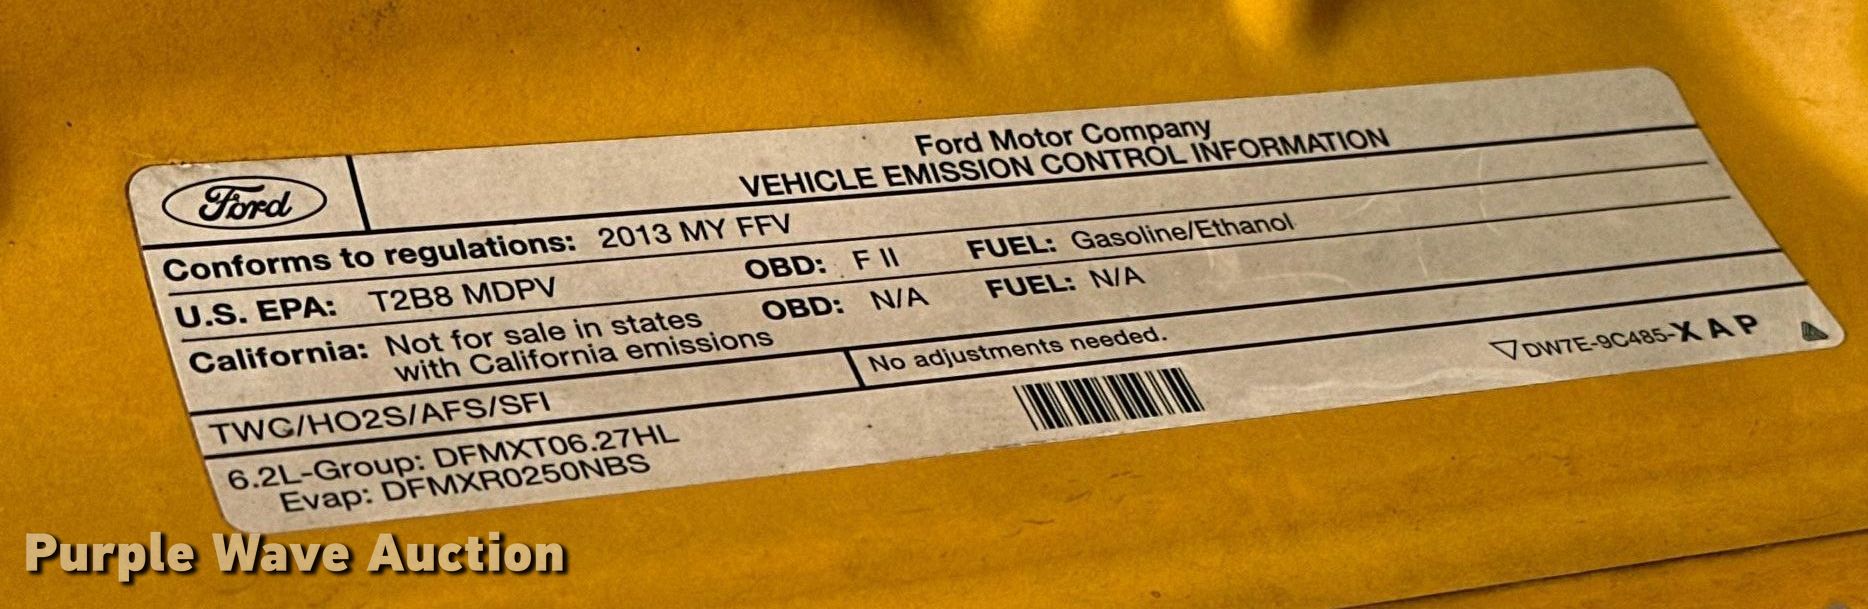 Ford Motor Company
VEHICLE EMISSION CONTROL INFORMATION
Ford
Conforms to regulations: 2013 MY FFV
U.S. EPA: T2B8 MDPV OBD: F II FUEL: Gasoline/Ethanol
California: Not for sale in states OBD: N/A FUEL: N/A
with California emissions
TWC/HO2S/AFS/SFI No adjustments needed.
6.2L-Group: DFMXT06.27HL
Evap: DFMXR0250NBS
DW7E-9C485-XAP
Purple Wave Auction